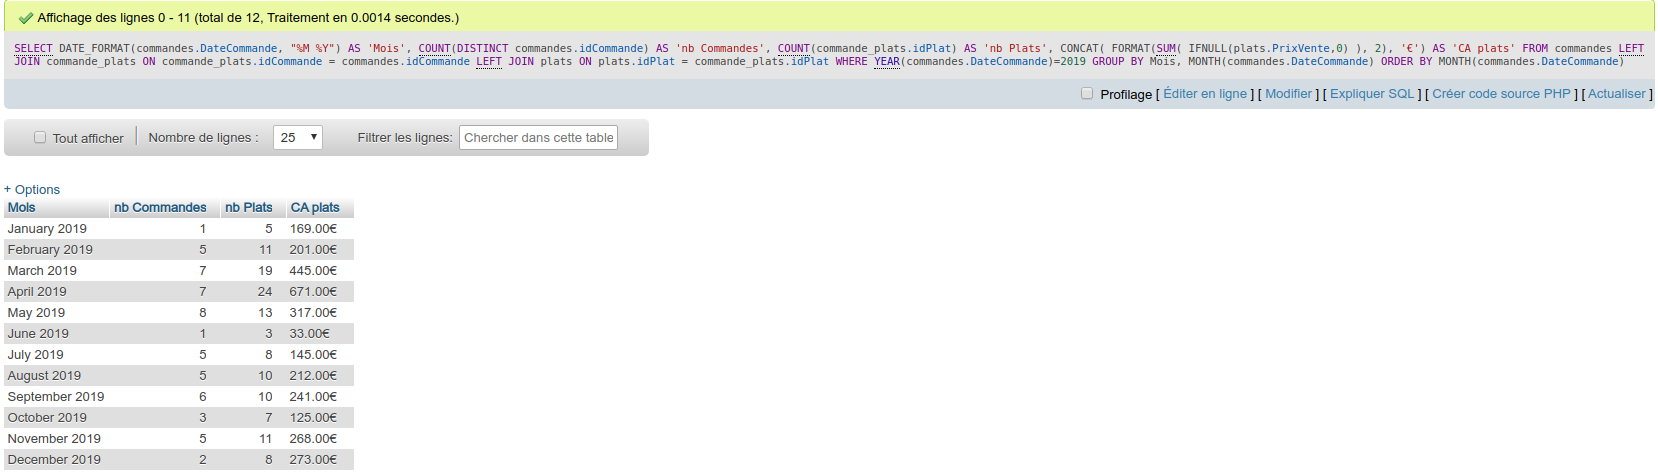 Affichage des lignes 0 - 11 (total de 12, Traitement en 0.0014 secondes.)
SELECT DATE_FORMAT(commandes.DateCommande, "%M %Y") AS 'Mois', COUNT(DISTINCT commandes.idCommande) AS 'nb Commandes', COUNT(commande_plats.idPlat) AS 'nb Plats', CONCAT( FORMAT(SUM( IFNULL(plats.PrixVente,0) ), 2), '€') AS 'CA plats' FROM commandes LEFT
JOIN commande_plats ON commande_plats.idCommande = commandes.idCommande LEFT JOIN plats ON plats.idPlat = commande_plats.idPlat WHERE YEAR(commandes.DateCommande)=2019 GROUP BY Mois, MONTH(commandes.DateCommande) ORDER BY MONTH(commandes.DateCommande)
Profilage [ Éditer en ligne ] [ Modifier ] [ Expliquer SQL ] [ Créer code source PHP ] [ Actualiser ]
Tout afficher Nombre de lignes : 25 Filtrer les lignes: Chercher dans cette table
+ Options
Mois nb Commandes nb Plats CA plats
January 2019 1 5 169.00€
February 2019 5 11 201.00€
March 2019 7 19 445.00€
April 2019 7 24 671.00€
May 2019 8 13 317.00€
June 2019 1 3 33.00€
July 2019 5 8 145.00€
August 2019 5 10 212.00€
September 2019 6 10 241.00€
October 2019 3 7 125.00€
November 2019 5 11 268.00€
December 2019 2 8 273.00€